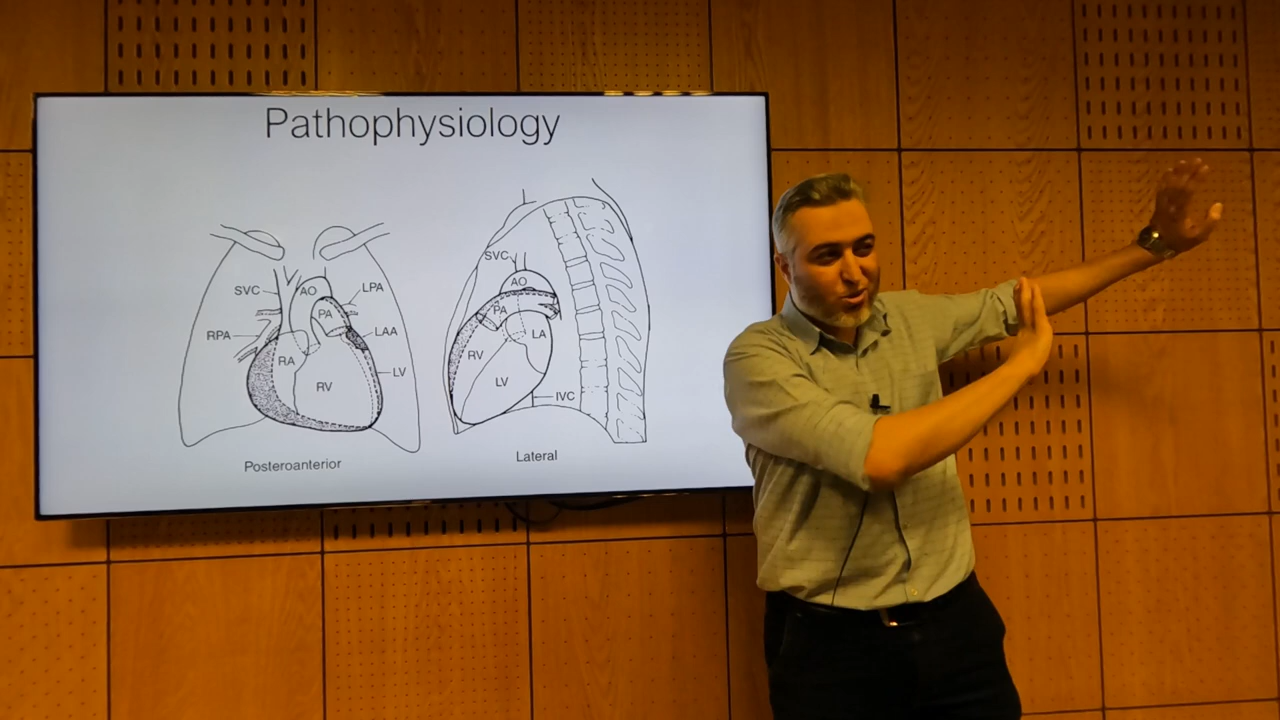 Pathophysiology
SVC
AO
LPA
PA
RPA
LAA
RA
LV
RV
Posteroanterior
SVC
AO
PA
LA
RV
LV
IVC
Lateral